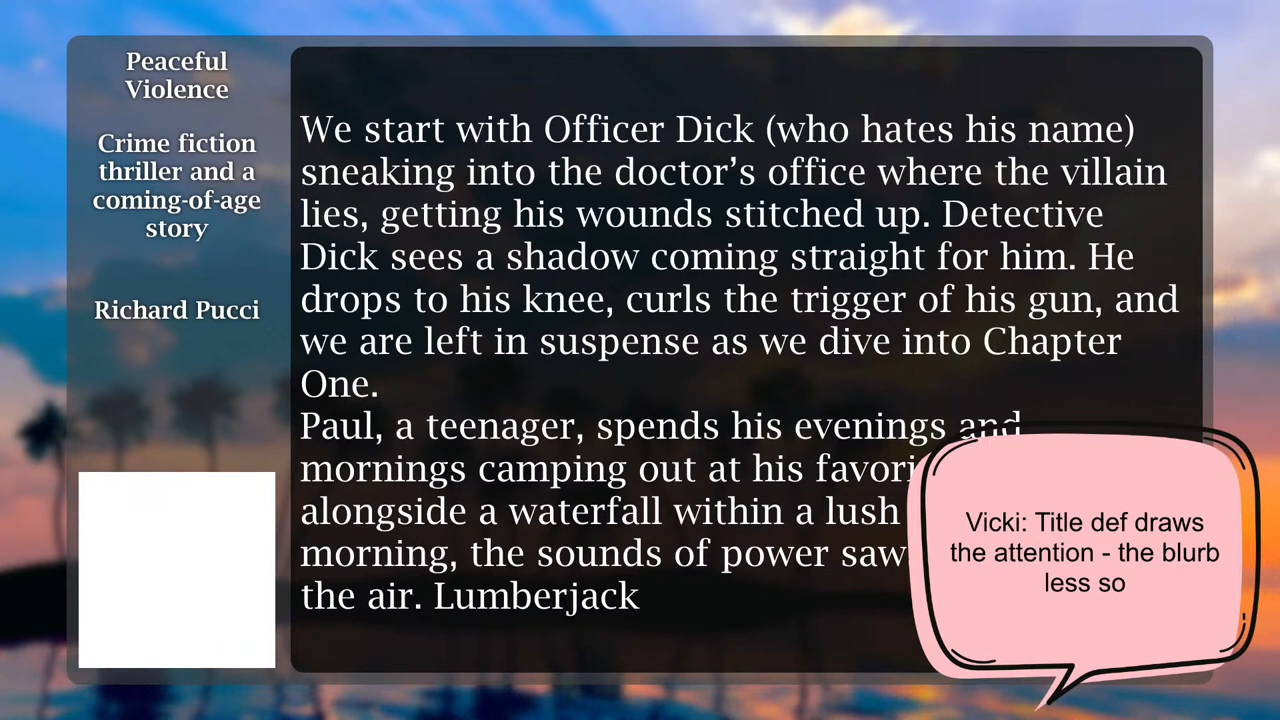 Peaceful
Violence
Crime fiction
thriller and a
coming-of-age
story
Richard Pucci
We start with Officer Dick (who hates his name)
sneaking into the doctor’s office where the villain
lies, getting his wounds stitched up. Detective
Dick sees a shadow coming straight for him. He
drops to his knee, curls the trigger of his gun, and
we are left in suspense as we dive into Chapter
One.
Paul, a teenager, spends his evenings and
mornings camping out at his
alongside a waterfall within a lush
morning, the sounds of power
the air. Lumberjack
Vicki: Title def draws
the attention - the blurb
less so